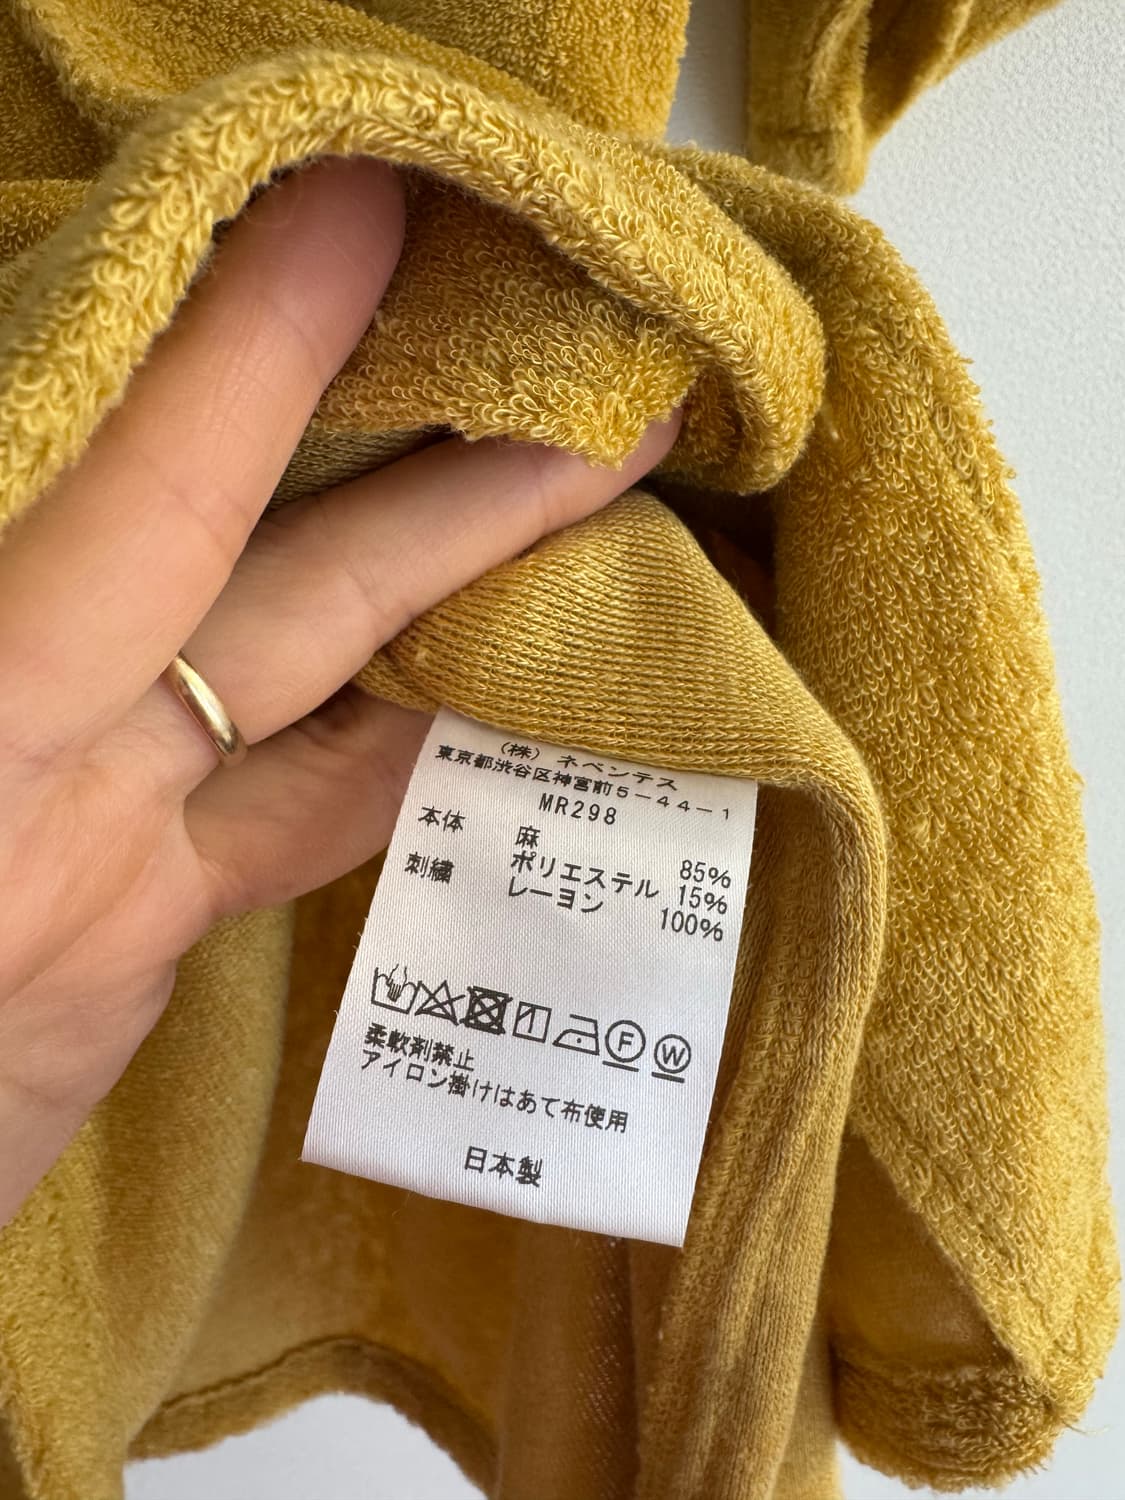 (株) ネペンテス
東京都渋谷区神宮前5-44-1
MR298
本体 麻 85%
ポリエステル 15%
刺繍 レーヨン 100%
F W
柔軟剤禁止
アイロン掛けはあて布使用
日本製